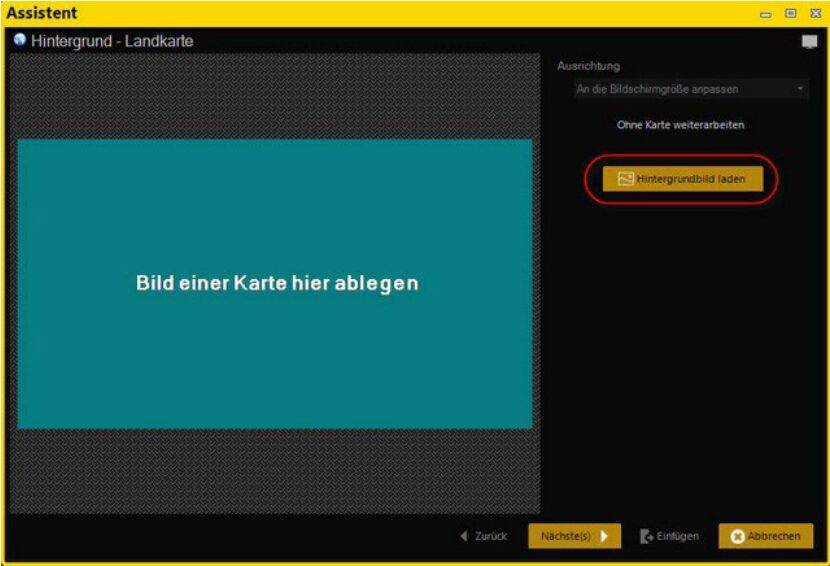 Assistent
Hintergrund - Landkarte
Ausrichtung
An die Bildschirmgröße anpassen
Ohne Karte weiterarbeiten
Hintergrundbild laden
Bild einer Karte hier ablegen
Zurück
Nächste(s)
Einfügen
Abbrechen